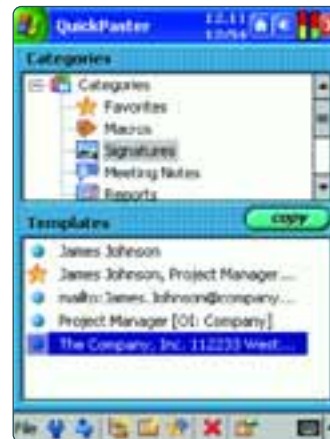 QuickPaster
Categories
Categories
Favorites
Macros
Signatures
Meeting Notes
Reports
Templates
copy
James Johnson
James Johnson, Project Manager ...
mailto: James. Johnson@company...
Project Manager [OI: Company]
The Company, Inc. 112233 West...
File